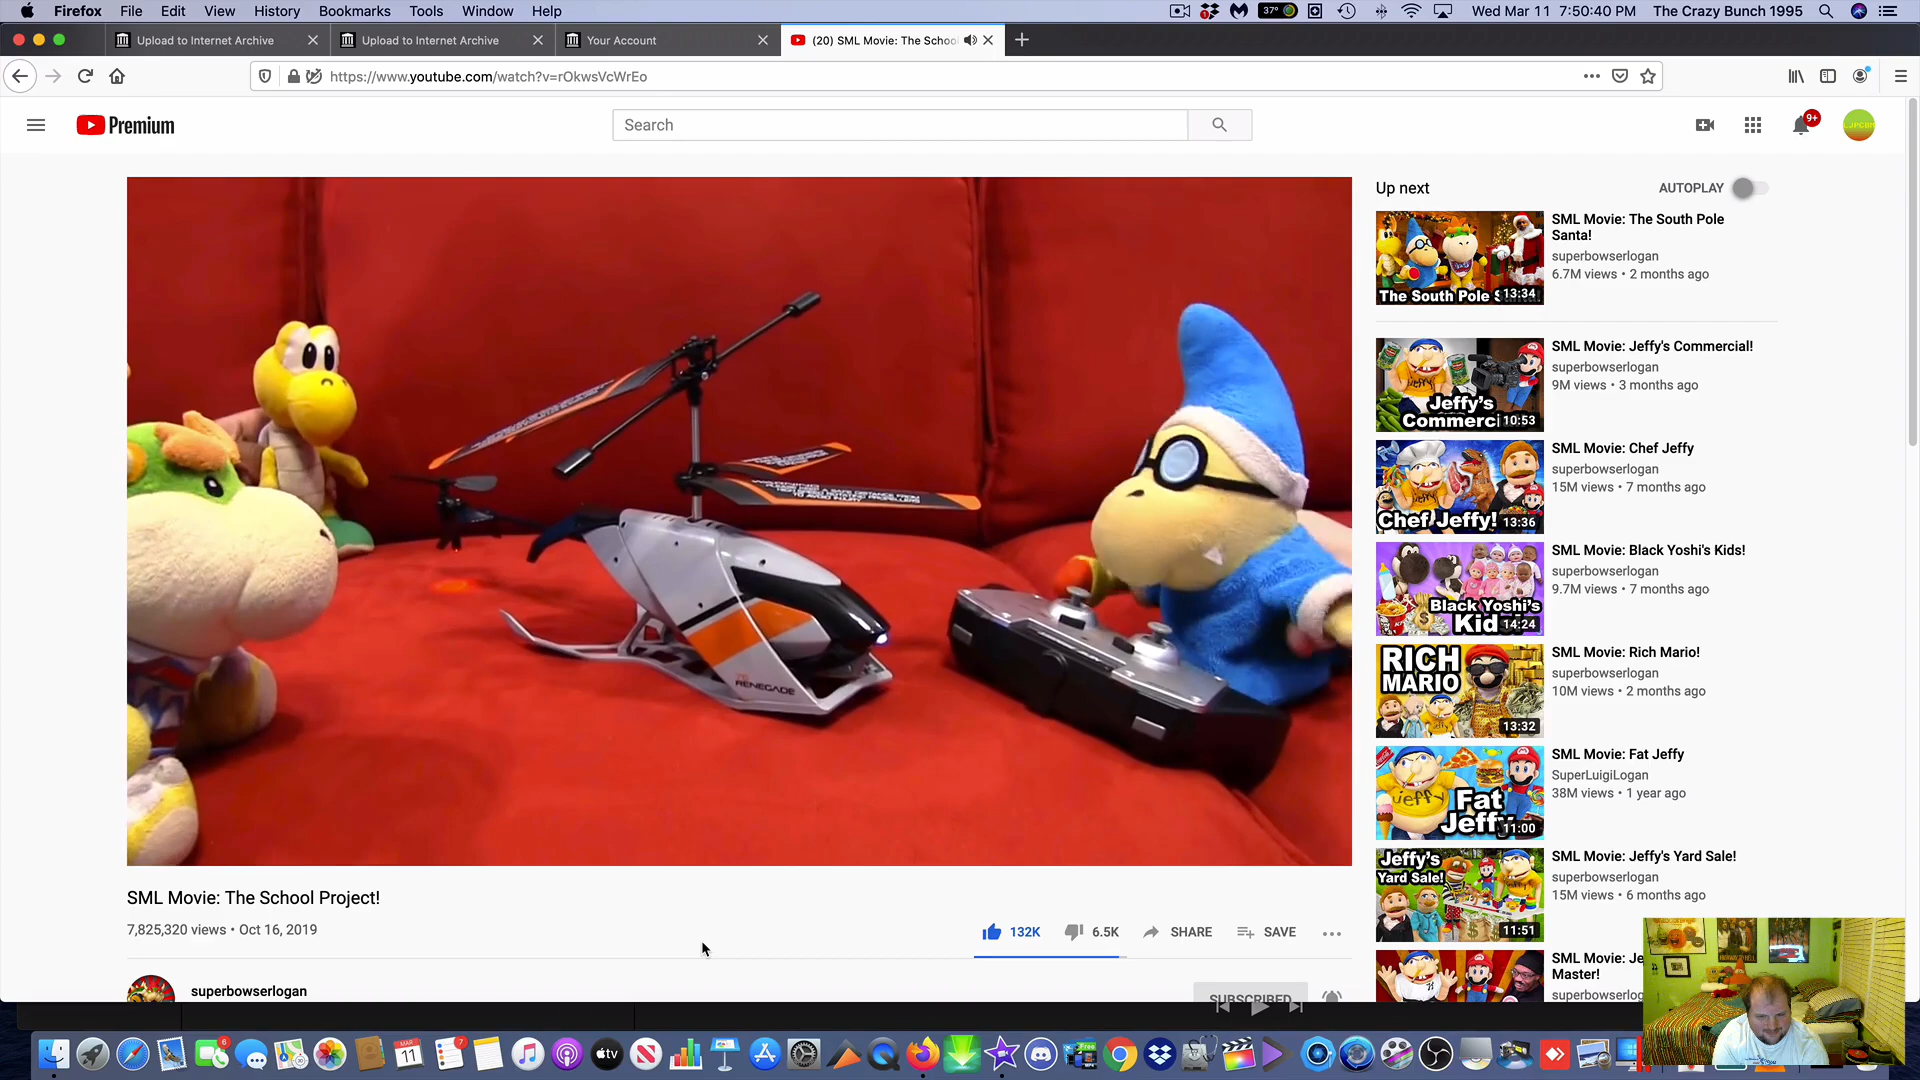 Firefox File Edit View History Bookmarks Tools Window Help
37° Wed Mar 11 7:50:40 PM The Crazy Bunch 1995
Upload to Internet Archive
Upload to Internet Archive
Your Account
(20) SML Movie: The Schoo
https://www.youtube.com/watch?v=rOkwsVcWrEo
Premium
Search
9+
LJPCDM
RENEGADE
SML Movie: The School Project!
7,825,320 views • Oct 16, 2019
132K 6.5K SHARE SAVE
superbowserlogan
SUBSCRIBED
Up next AUTOPLAY
The South Pole S
13:34
SML Movie: The South Pole
Santa!
superbowserlogan
6.7M views • 2 months ago
Jeffy's
Commerci
10:53
SML Movie: Jeffy's Commercial!
superbowserlogan
9M views • 3 months ago
Chef Jeffy!
13:36
SML Movie: Chef Jeffy
superbowserlogan
15M views • 7 months ago
Black Yoshi's
Kid
14:24
SML Movie: Black Yoshi's Kids!
superbowserlogan
9.7M views • 7 months ago
RICH
MARIO
13:32
SML Movie: Rich Mario!
superbowserlogan
10M views • 2 months ago
Jeffy
Fat
Jeffy
11:00
SML Movie: Fat Jeffy
SuperLuigiLogan
38M views • 1 year ago
Jeffy's
Yard Sale!
11:51
SML Movie: Jeffy's Yard Sale!
superbowserlogan
15M views • 6 months ago
SML Movie: Je
Master!
superbowserlog
6
MAR
11
7
tv